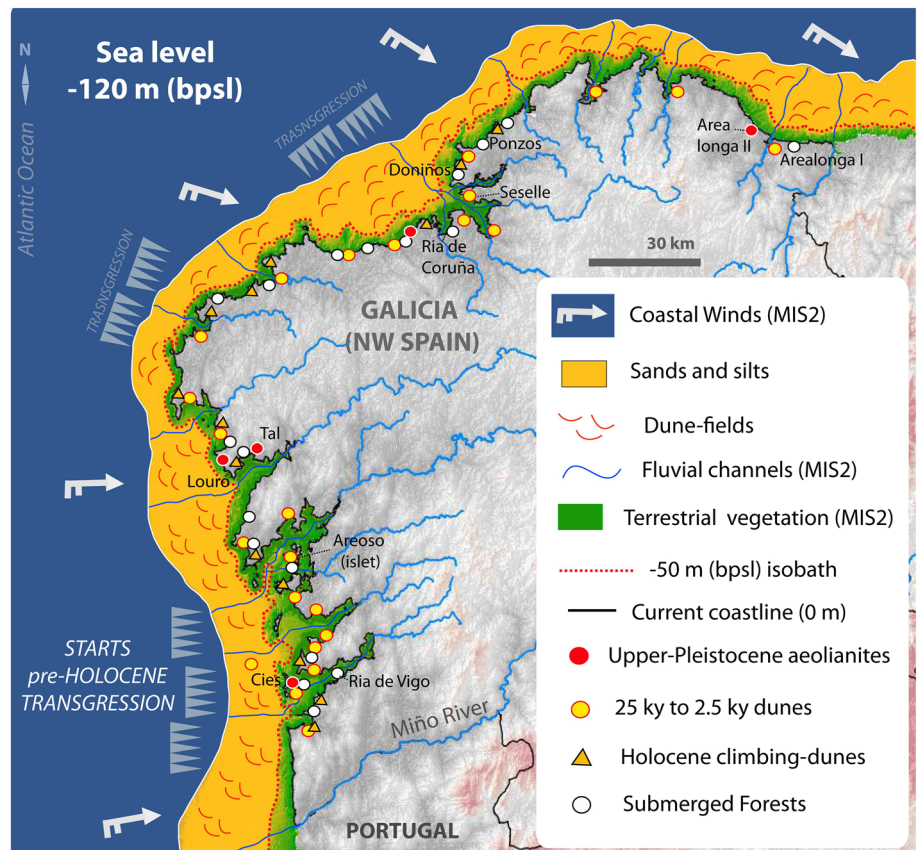 Sea level
-120 m (bpsl)
N
Atlantic Ocean
TRASNSGRESSION
TRANSGRESSION
Ponzos
Doniños
Seselle
Area
longa II
Arealonga I
Ria de
Coruña
30 km
GALICIA
(NW SPAIN)
Tal
Louro
Areoso
(islet)
STARTS
pre-HOLOCENE
TRANSGRESSION
Cies
Ria de Vigo
Miño River
PORTUGAL
Coastal Winds (MIS2)
Sands and silts
Dune-fields
Fluvial channels (MIS2)
Terrestrial vegetation (MIS2)
-50 m (bpsl) isobath
Current coastline (0 m)
Upper-Pleistocene aeolianites
25 ky to 2.5 ky dunes
Holocene climbing-dunes
Submerged Forests